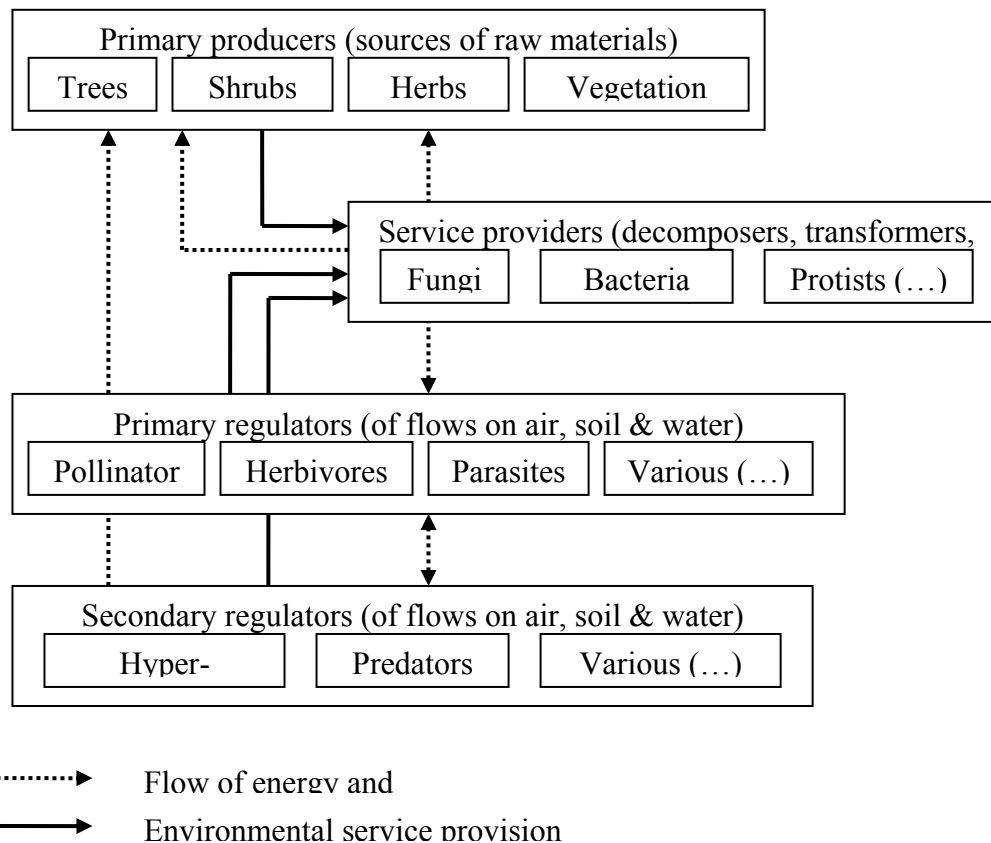 Primary producers (sources of raw materials)
Trees Shrubs Herbs Vegetation
Service providers (decomposers, transformers,
Fungi Bacteria Protists (…)
Primary regulators (of flows on air, soil & water)
Pollinator Herbivores Parasites Various (…)
Secondary regulators (of flows on air, soil & water)
Hyper- Predators Various (…)
Flow of energy and
Environmental service provision